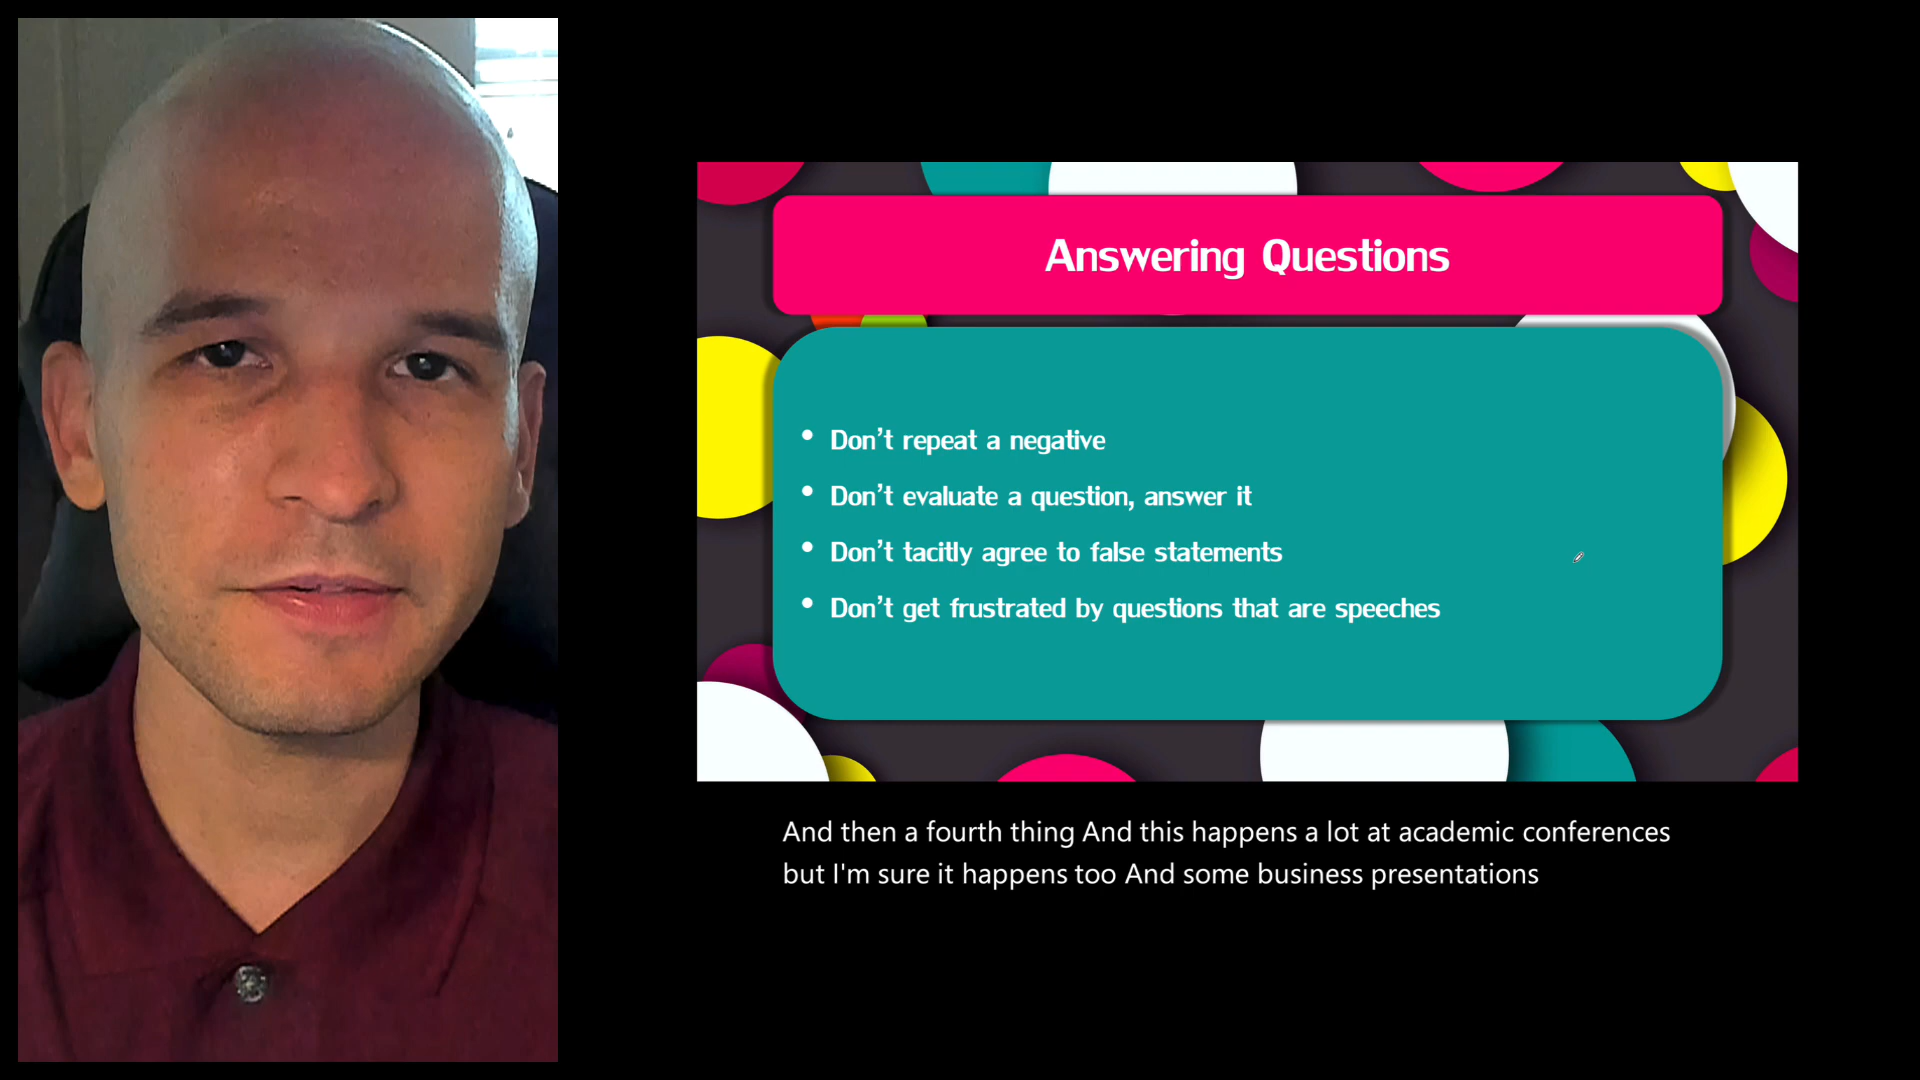 Answering Questions
• Don't repeat a negative
• Don't evaluate a question, answer it
• Don't tacitly agree to false statements
• Don't get frustrated by questions that are speeches
And then a fourth thing And this happens a lot at academic conferences
but I'm sure it happens too And some business presentations